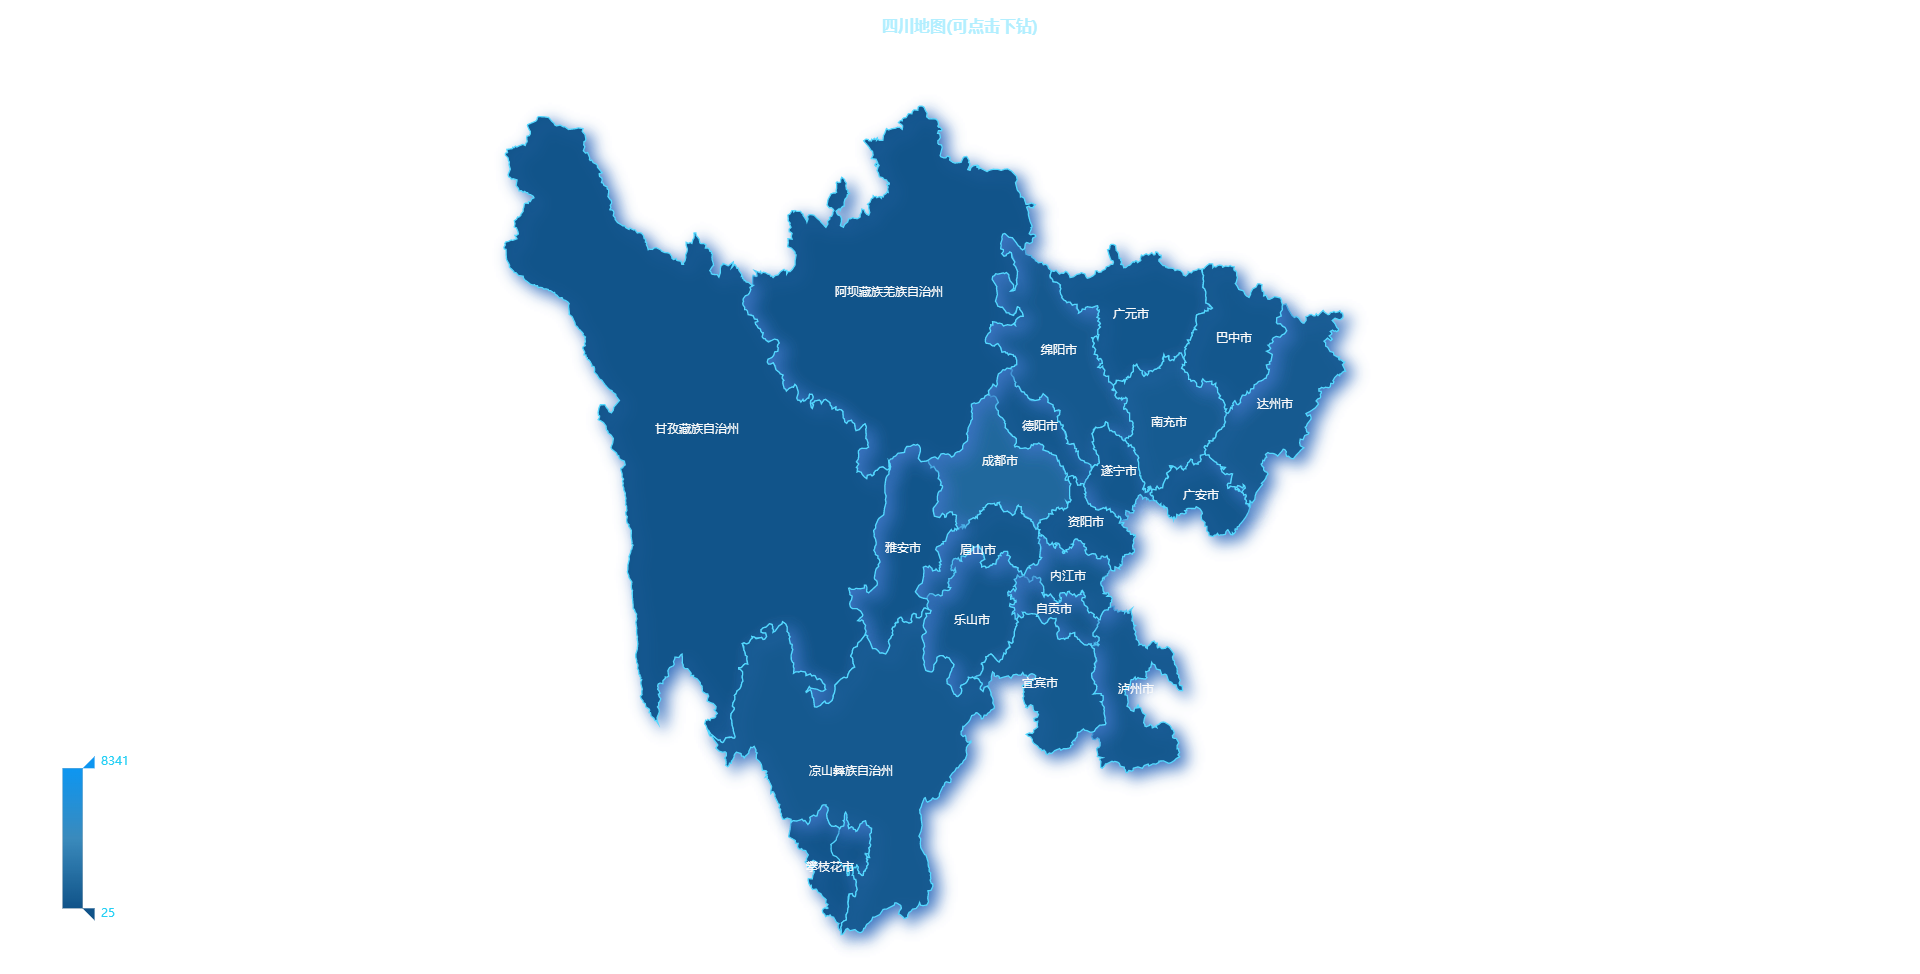 四川地图(可点击下钻)
阿坝藏族羌族自治州
广元市
巴中市
绵阳市
达州市
南充市
德阳市
甘孜藏族自治州
成都市
遂宁市
广安市
资阳市
雅安市
眉山市
内江市
自贡市
乐山市
宜宾市
泸州市
凉山彝族自治州
攀枝花市
8341
25